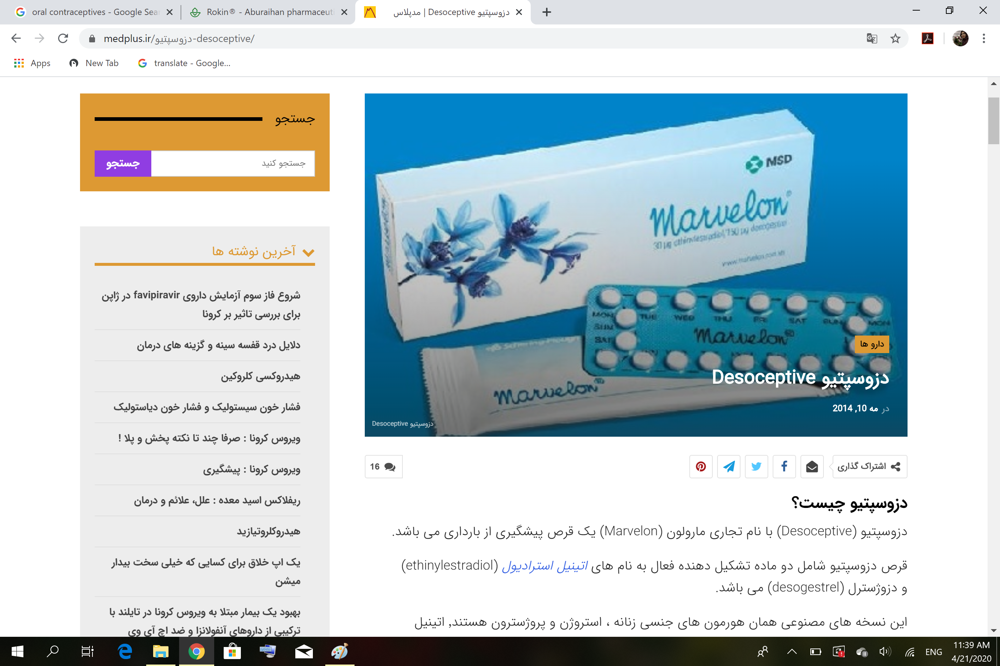 oral contraceptives - Google Sear
Rokin® - Aburaihan pharmaceuti
دزوسپتیو Desoceptive | مدپلاس
medplus.ir/دزوسپتیو-desoceptive/
Apps
New Tab
translate - Google...
جستجو
جستجو کنید
جستجو
آخرین نوشته ها
شروع فاز سوم آزمایش داروی favipiravir در ژاپن
برای بررسی تاثیر بر کرونا
دلایل درد قفسه سینه و گزینه های درمان
هیدروکسی کلروکین
فشار خون سیستولیک و فشار خون دیاستولیک
ویروس کرونا : صرفا چند تا نکته پخش و پلا !
ویروس کرونا : پیشگیری
ریفلاکس اسید معده : علل، علائم و درمان
هیدروکلروتیازید
یک اپ خلاق برای کسایی که خیلی سخت بیدار
میشن
بهبود یک بیمار مبتلا به ویروس کرونا در تایلند با
ترکیبی از داروهای آنفولانزا و ضد اچ آی وی
MSD
Marvelon®
30 µg ethinylestradiol/150 µg desogestrel
MON TUE WED THU FRI SAT SUN MON
SUN
SAT
Marvelon®
Schering-Plough
Marvelon®
دارو ها
دزوسپتیو Desoceptive
در مه 10, 2014
دزوسپتیو Desoceptive
16
اشتراک گذاری
دزوسپتیو چیست؟
دزوسپتیو (Desoceptive) با نام تجاری مارولون (Marvelon) یک قرص پیشگیری از بارداری می باشد.
قرص دزوسپتیو شامل دو ماده تشکیل دهنده فعال به نام های اتینیل استرادیول (ethinylestradiol)
و دزوژسترل (desogestrel) می باشد.
این نسخه های مصنوعی همان هورمون های جنسی زنانه ، استروژن و پروژسترون هستند, اتینیل
ENG
11:39 AM
4/21/2020